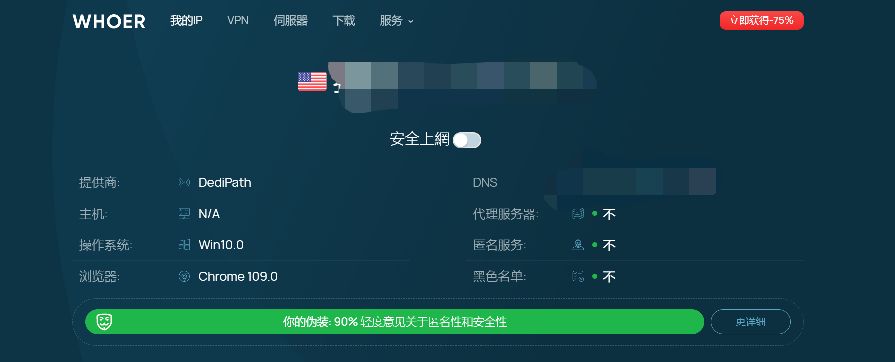 WHOER 我的IP VPN 伺服器 下载 服务 立即获得-75%
安全上網
提供商: DediPath DNS
主机: N/A 代理服务器: 不
操作系统: Win10.0 匿名服务: 不
浏览器: Chrome 109.0 黑色名单: 不
你的伪装: 90% 轻度意见关于匿名性和安全性 更详细